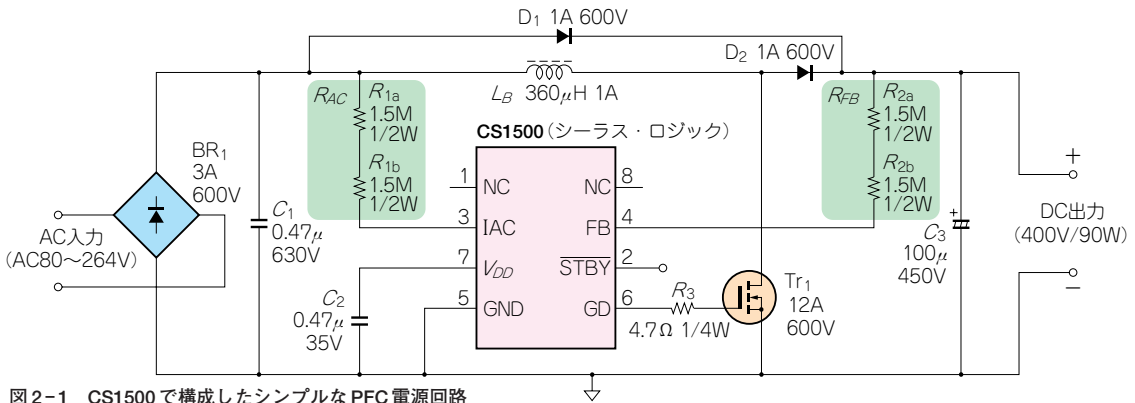 D1 1A 600V
D2 1A 600V
RAC
R1a
1.5M
1/2W
R1b
1.5M
1/2W
LB 360μH 1A
RFB
R2a
1.5M
1/2W
R2b
1.5M
1/2W
CS1500(シーラス・ロジック)
BR1
3A
600V
AC入力
(AC80～264V)
C1
0.47μ
630V
C2
0.47μ
35V
1 NC
3 IAC
7 VDD
5 GND
NC 8
FB 4
STBY 2
GD 6
R3
4.7Ω 1/4W
Tr1
12A
600V
+
C3
100μ
450V
+
DC出力
(400V/90W)
−
図2-1 CS1500で構成したシンプルなPFC電源回路